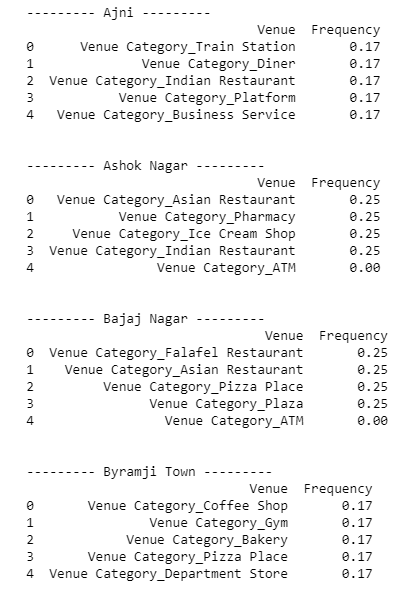 --------- Ajni ---------
Venue Frequency
0 Venue Category_Train Station 0.17
1 Venue Category_Diner 0.17
2 Venue Category_Indian Restaurant 0.17
3 Venue Category_Platform 0.17
4 Venue Category_Business Service 0.17
--------- Ashok Nagar ---------
Venue Frequency
0 Venue Category_Asian Restaurant 0.25
1 Venue Category_Pharmacy 0.25
2 Venue Category_Ice Cream Shop 0.25
3 Venue Category_Indian Restaurant 0.25
4 Venue Category_ATM 0.00
--------- Bajaj Nagar ---------
Venue Frequency
0 Venue Category_Falafel Restaurant 0.25
1 Venue Category_Asian Restaurant 0.25
2 Venue Category_Pizza Place 0.25
3 Venue Category_Plaza 0.25
4 Venue Category_ATM 0.00
--------- Byramji Town ---------
Venue Frequency
0 Venue Category_Coffee Shop 0.17
1 Venue Category_Gym 0.17
2 Venue Category_Bakery 0.17
3 Venue Category_Pizza Place 0.17
4 Venue Category_Department Store 0.17